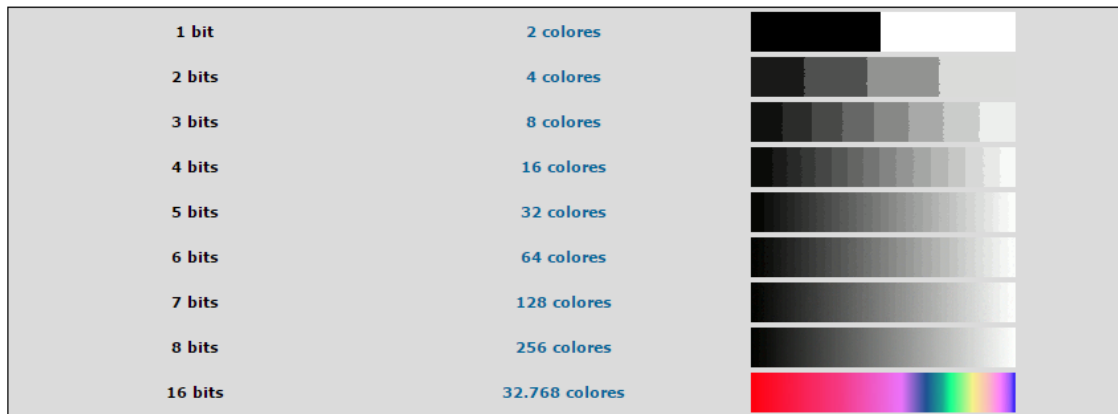 1 bit 2 colores
2 bits 4 colores
3 bits 8 colores
4 bits 16 colores
5 bits 32 colores
6 bits 64 colores
7 bits 128 colores
8 bits 256 colores
16 bits 32.768 colores